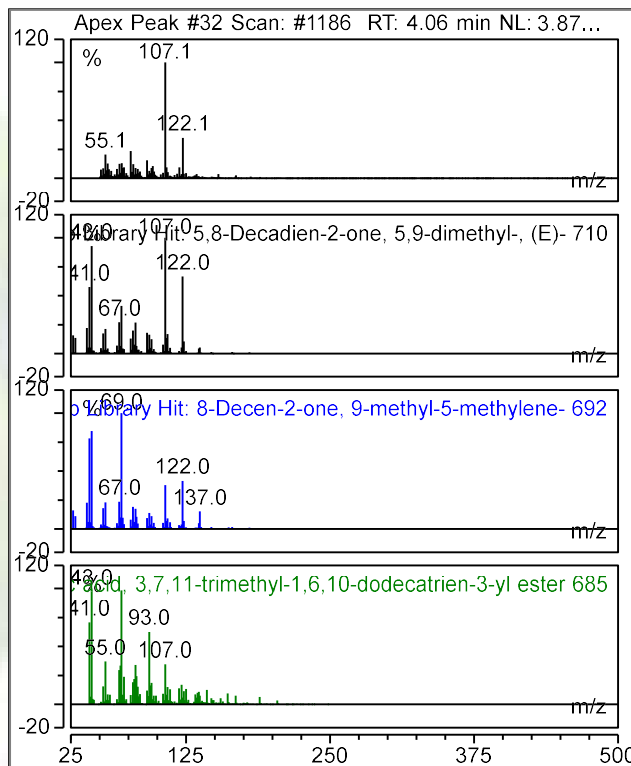 Apex Peak #32 Scan: #1186 RT: 4.06 min NL: 3.87...
120
%
107.1
122.1
55.1
m/z
-20
120
107.0
Library Hit: 5,8-Decadien-2-one, 5,9-dimethyl-, (E)- 710
122.0
41.0
67.0
m/z
-20
120
% 69.0
Library Hit: 8-Decen-2-one, 9-methyl-5-methylene- 692
122.0
67.0
137.0
m/z
-20
120
43.0 %
acid, 3,7,11-trimethyl-1,6,10-dodecatrien-3-yl ester 685
41.0
93.0
55.0
107.0
m/z
-20
25 125 250 375 500